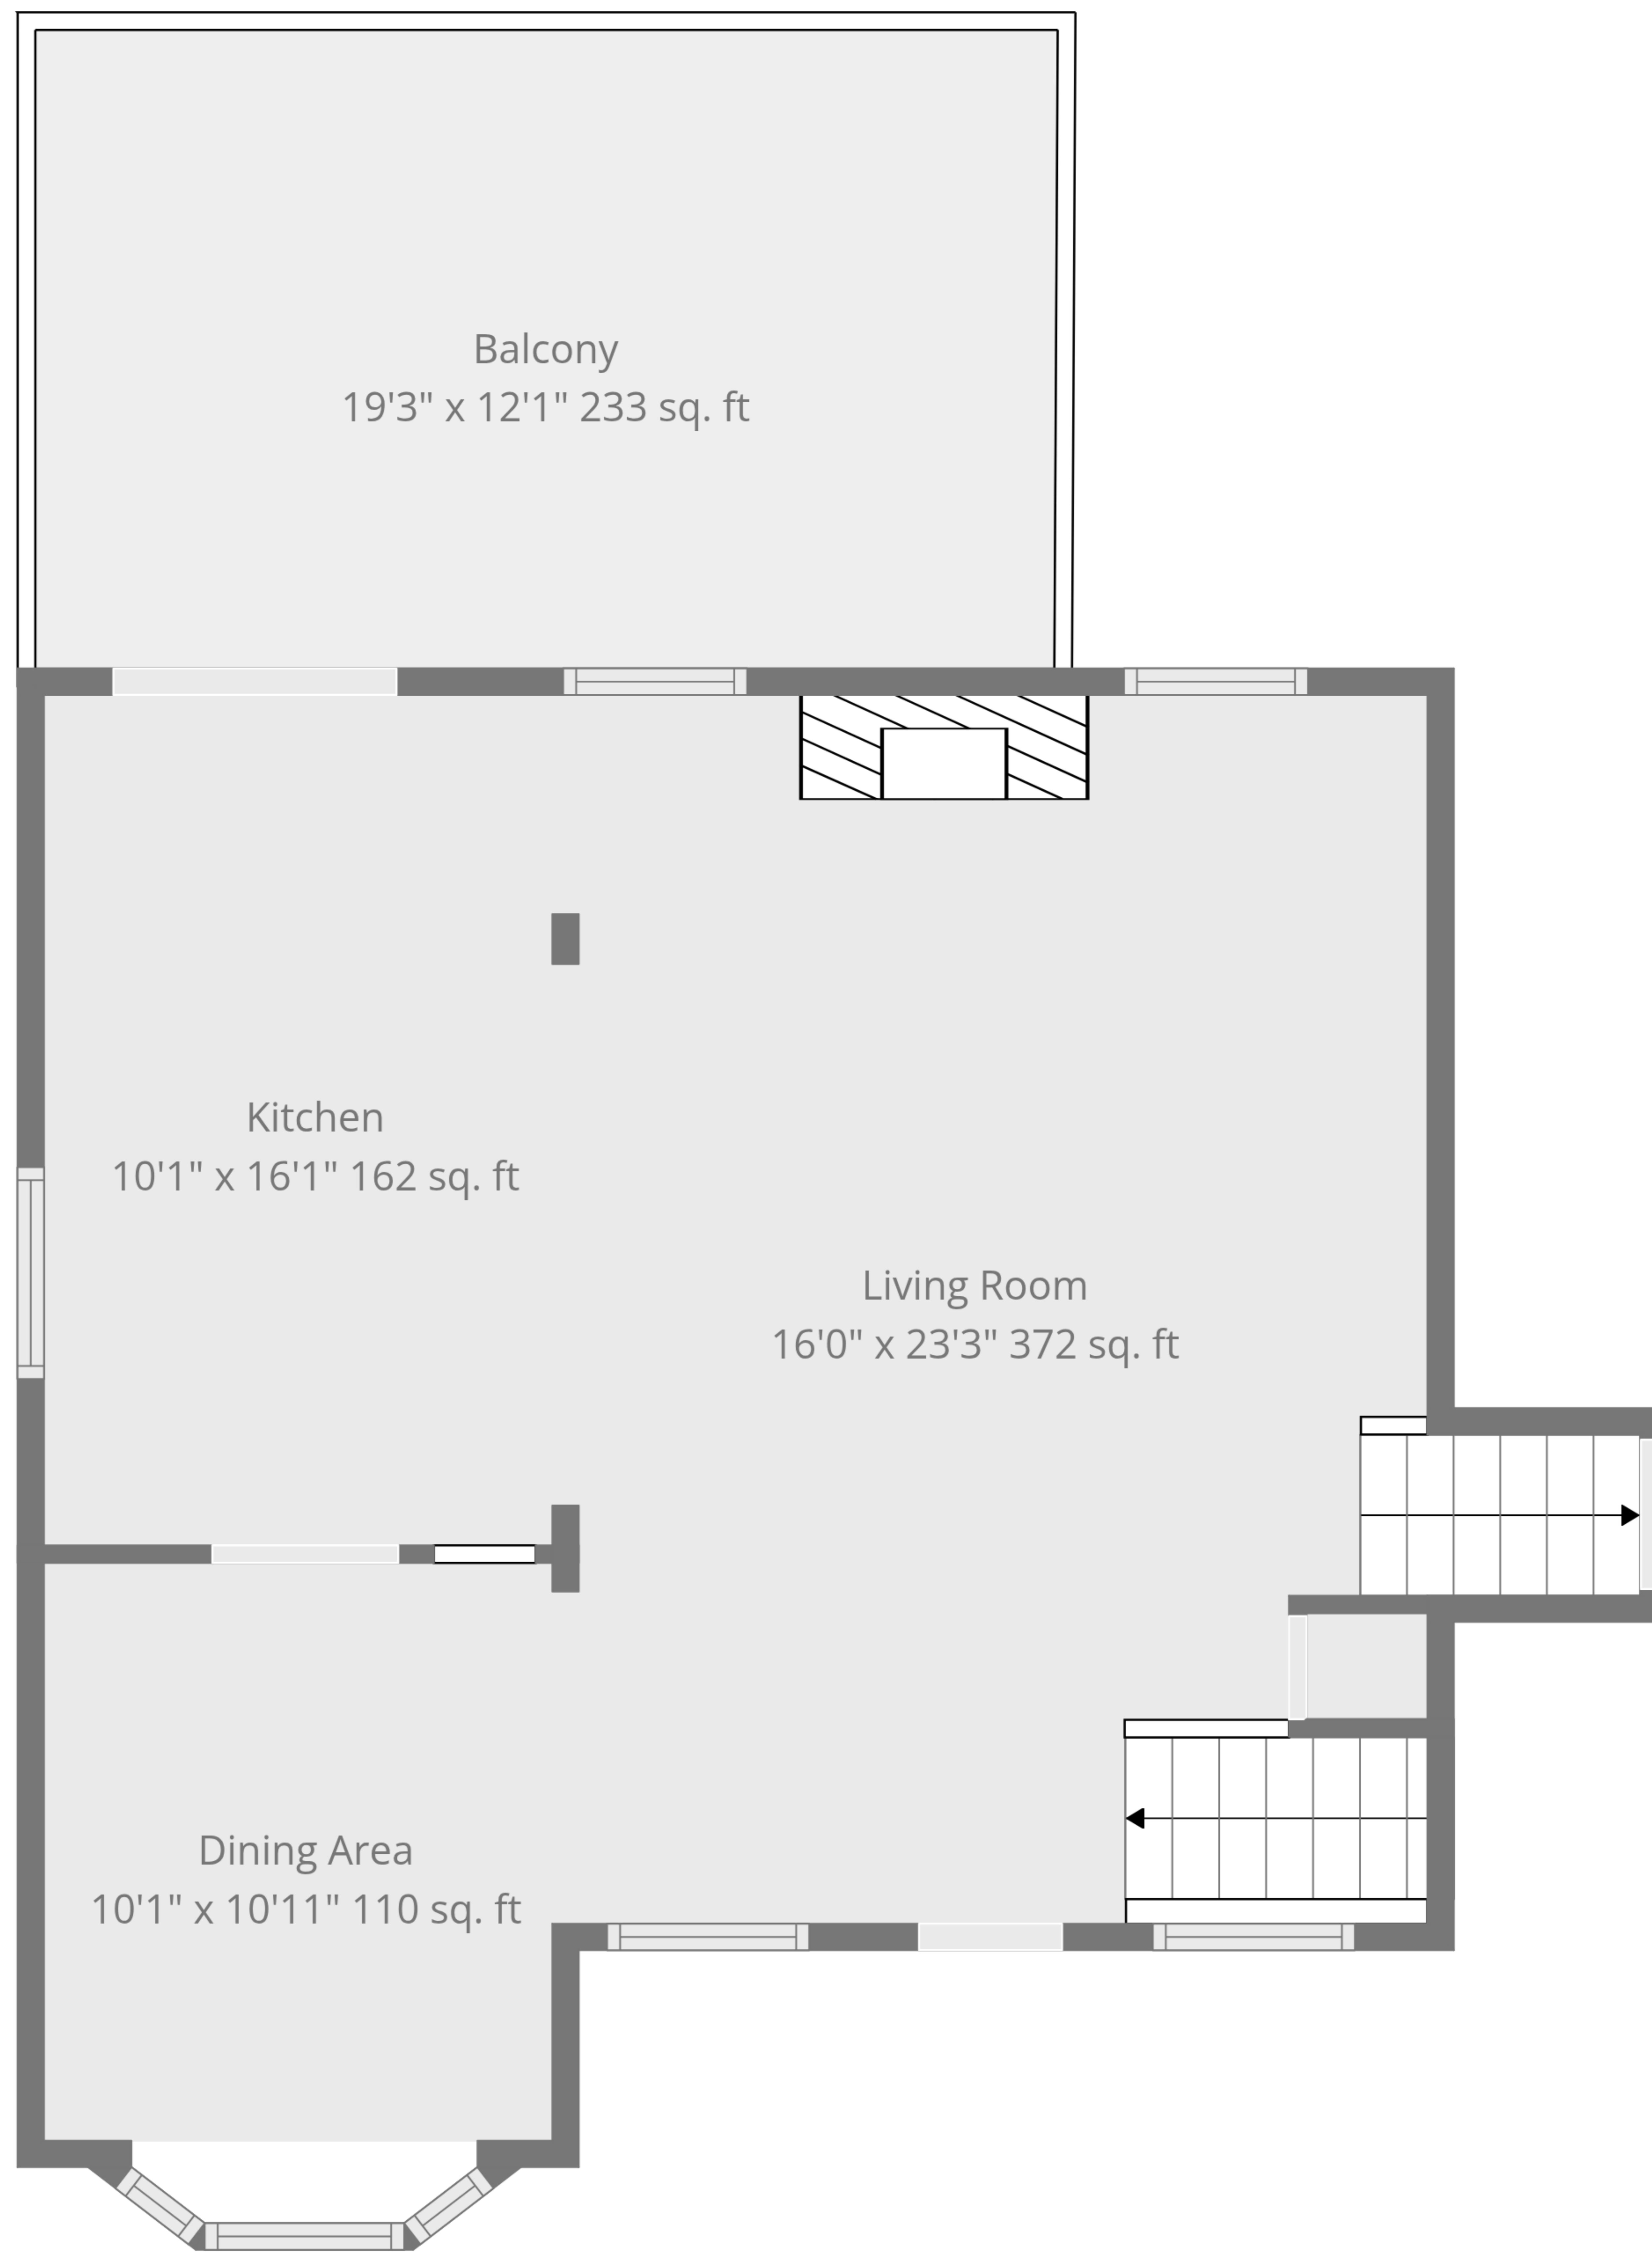 Balcony
19'3" x 12'1" 233 sq. ft
Kitchen
10'1" x 16'1" 162 sq. ft
Living Room
16'0" x 23'3" 372 sq. ft
Dining Area
10'1" x 10'11" 110 sq. ft